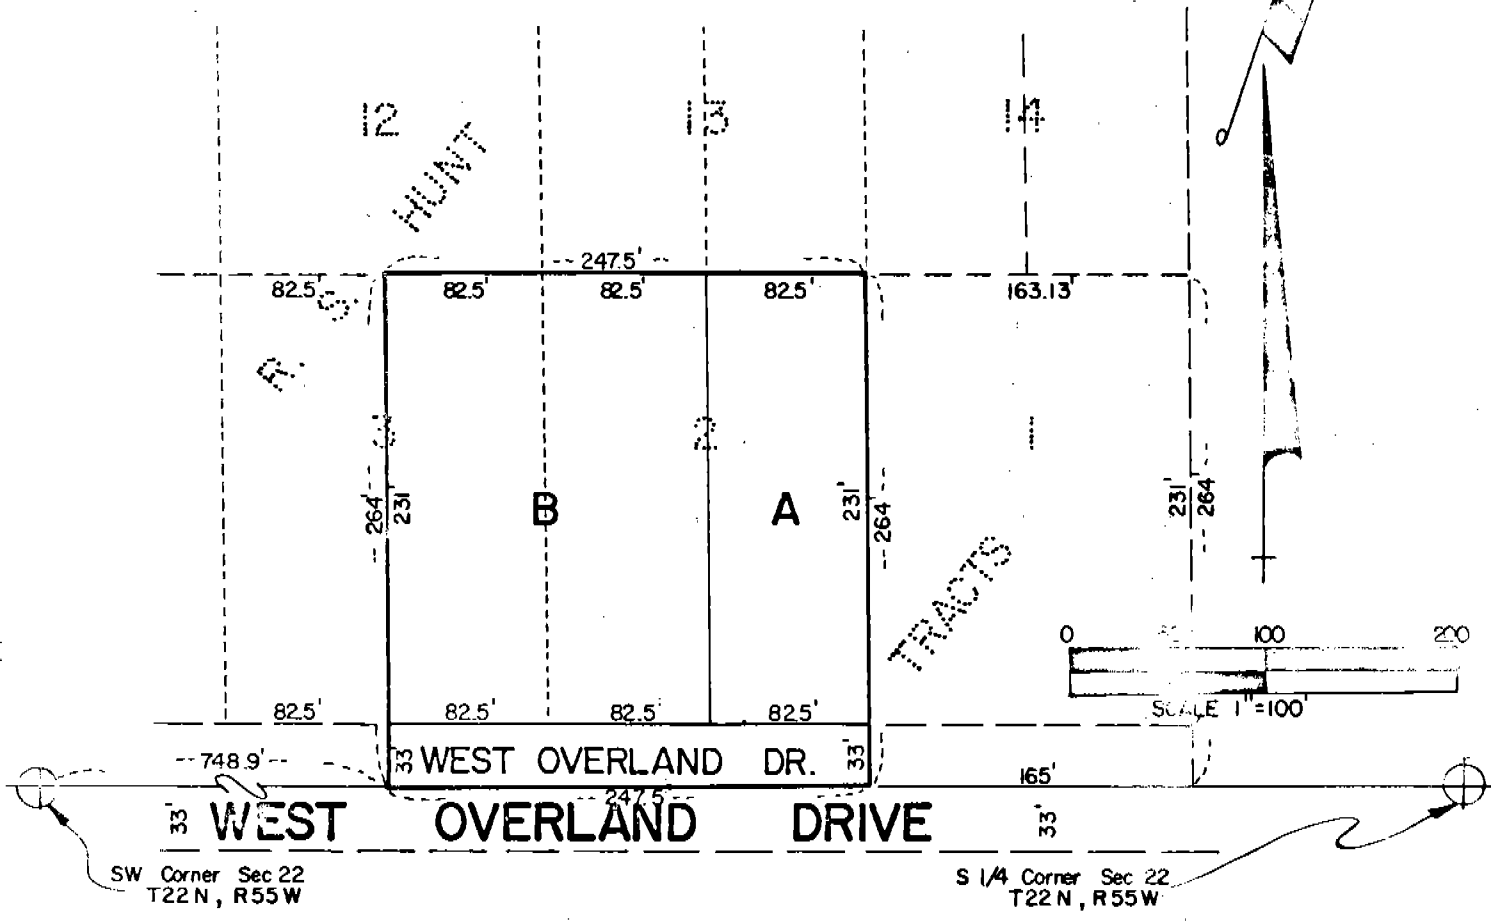 12
13
14
R. S. HUNT
247.5'
82.5'
82.5'
82.5'
82.5'
163.13'
3
2
1
B
A
264'
231'
231'
264'
231'
264'
TRACTS
0
100
200
SCALE 1"=100'
82.5'
82.5'
82.5'
82.5'
33'
WEST OVERLAND DR.
33'
748.9'
165'
247.5'
33'
WEST OVERLAND DRIVE
33'
SW Corner Sec 22
T22N, R55W
S 1/4 Corner Sec 22
T22N, R55W